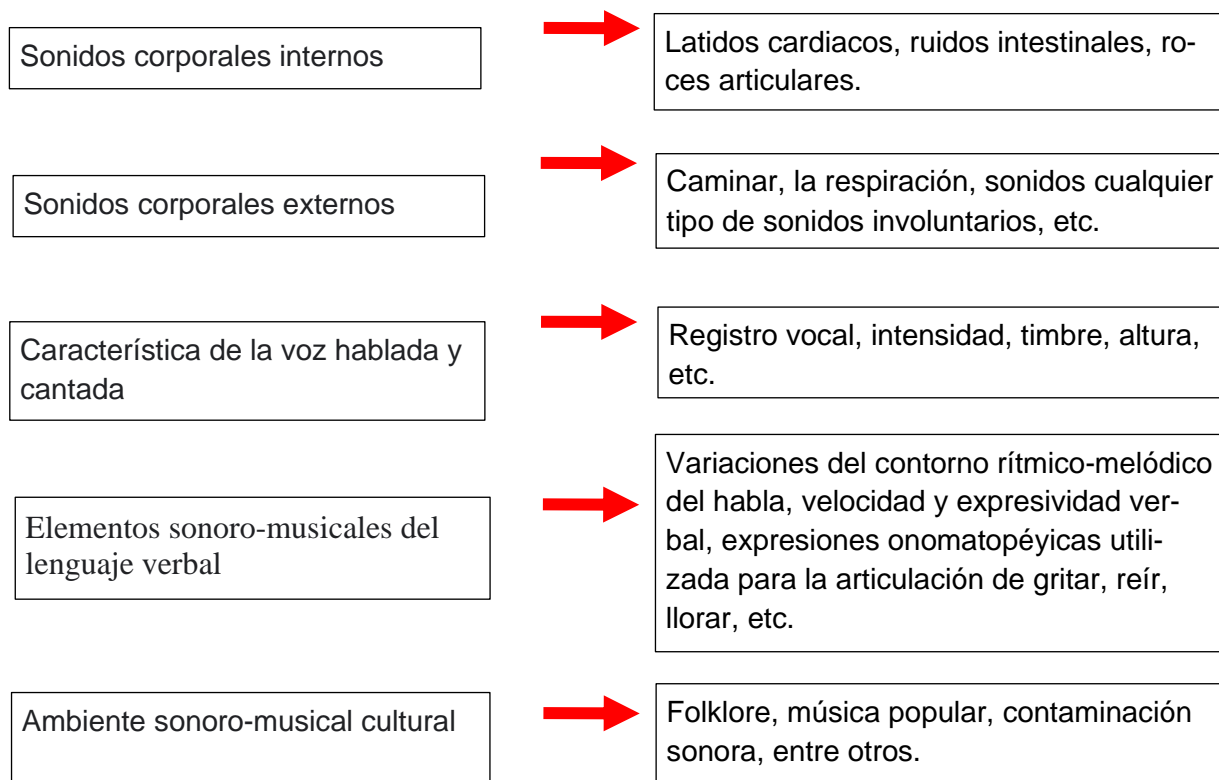 Sonidos corporales internos
Latidos cardiacos, ruidos intestinales, ro-
ces articulares.
Sonidos corporales externos
Caminar, la respiración, sonidos cualquier
tipo de sonidos involuntarios, etc.
Característica de la voz hablada y
cantada
Registro vocal, intensidad, timbre, altura,
etc.
Elementos sonoro-musicales del
lenguaje verbal
Variaciones del contorno rítmico-melódico
del habla, velocidad y expresividad ver-
bal, expresiones onomatopéyicas utili-
zada para la articulación de gritar, reír,
llorar, etc.
Ambiente sonoro-musical cultural
Folklore, música popular, contaminación
sonora, entre otros.